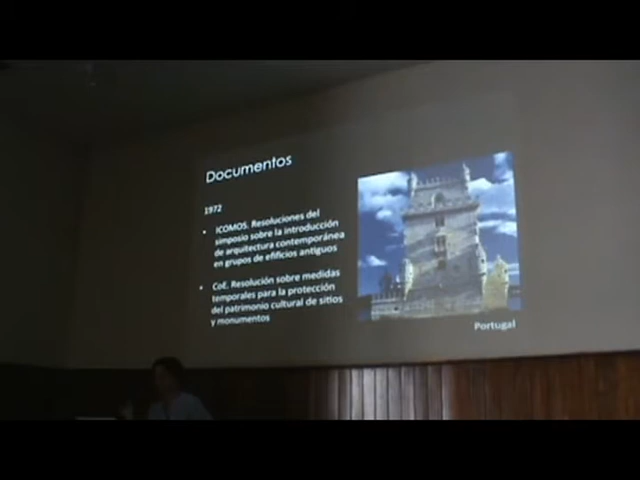 Documentos
1972
• ICOMOS. Resoluciones del
simposio sobre la introducción
de arquitectura contemporánea
en grupos de efificios antiguos
• CoE. Resolución sobre medidas
temporales para la protección
del patrimonio cultural de sitios
y monumentos
Portugal